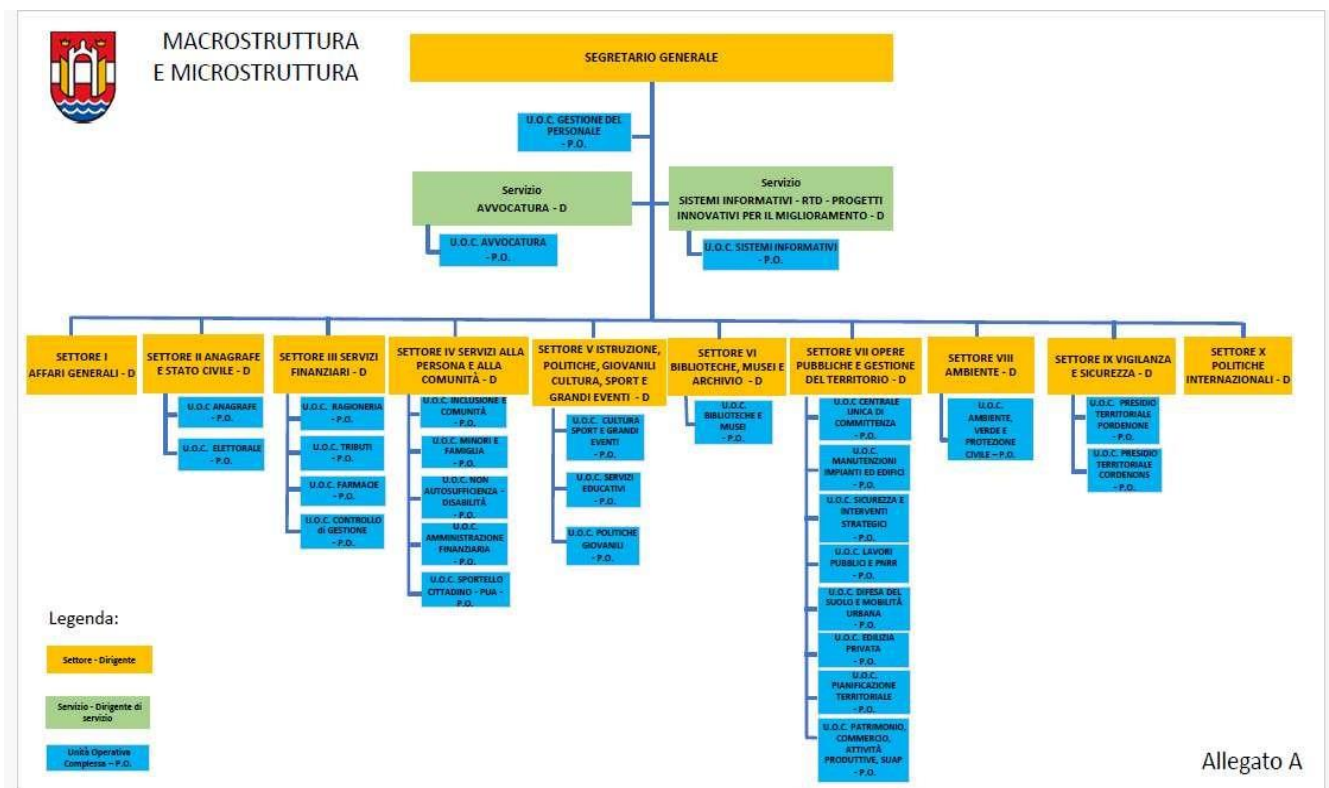 MACROSTRUTTURA
E MICROSTRUTTURA
SEGRETARIO GENERALE
U.O.C. GESTIONE DEL
PERSONALE
- P.O.
Servizio
AVVOCATURA - D
Servizio
SISTEMI INFORMATIVI - RTD - PROGETTI
INNOVATIVI PER IL MIGLIORAMENTO - D
U.O.C. AVVOCATURA
- P.O.
U.O.C. SISTEMI INFORMATIVI
- P.O.
SETTORE I
AFFARI GENERALI - D
SETTORE II ANAGRAFE
E STATO CIVILE - D
U.O.C ANAGRAFE
- P.O.
U.O.C. ELETTORALE
- P.O.
SETTORE III SERVIZI
FINANZIARI - D
U.O.C. RAGIONERIA
- P.O.
U.O.C. TRIBUTI
- P.O.
U.O.C. FARMACIE
- P.O.
U.O.C. CONTROLLO
di GESTIONE
- P.O.
SETTORE IV SERVIZI ALLA
PERSONA E ALLA
COMUNITÀ - D
U.O.C. INCLUSIONE E
COMUNITÀ
- P.O.
U.O.C. MINORI E
FAMIGLIA
- P.O.
U.O.C. NON
AUTOSUFFICIENZA -
DISABILITÀ
- P.O.
U.O.C.
AMMINISTRAZIONE
FINANZIARIA
- P.O.
U.O.C. SPORTELLO
CITTADINO - PUA -
P.O.
SETTORE V ISTRUZIONE,
POLITICHE, GIOVANILI
CULTURA, SPORT E
GRANDI EVENTI - D
U.O.C. CULTURA
SPORT E GRANDI
EVENTI
- P.O.
U.O.C. SERVIZI
EDUCATIVI
- P.O.
U.O.C. POLITICHE
GIOVANILI
- P.O.
SETTORE VI
BIBLIOTECHE, MUSEI E
ARCHIVIO - D
U.O.C.
BIBLIOTECHE E
MUSEI
- P.O.
SETTORE VII OPERE
PUBBLICHE E GESTIONE
DEL TERRITORIO - D
U.O.C CENTRALE
UNICA DI
COMMITTENZA
- P.O.
U.O.C.
MANUTENZIONI
IMPIANTI ED EDIFICI
- P.O.
U.O.C. SICUREZZA E
INTERVENTI
STRATEGICI
- P.O.
U.O.C. LAVORI
PUBBLICI E PNRR
- P.O.
U.O.C. DIFESA DEL
SUOLO E MOBILITÀ
URBANA
- P.O.
U.O.C. EDILIZIA
PRIVATA
- P.O.
U.O.C.
PIANIFICAZIONE
TERRITORIALE
- P.O.
U.O.C. PATRIMONIO,
COMMERCIO,
ATTIVITÀ
PRODUTTIVE, SUAP
- P.O.
SETTORE VIII
AMBIENTE - D
U.O.C.
AMBIENTE,
VERDE E
PROTEZIONE
CIVILE – P.O.
SETTORE IX VIGILANZA
E SICUREZZA - D
U.O.C. PRESIDIO
TERRITORIALE
PORDENONE
- P.O.
U.O.C. PRESIDIO
TERRITORIALE
CORDENONS
- P.O.
SETTORE X
POLITICHE
INTERNAZIONALI - D
Legenda:
Settore - Dirigente
Servizio - Dirigente di
servizio
Unità Operativa
Complessa – P.O.
Allegato A